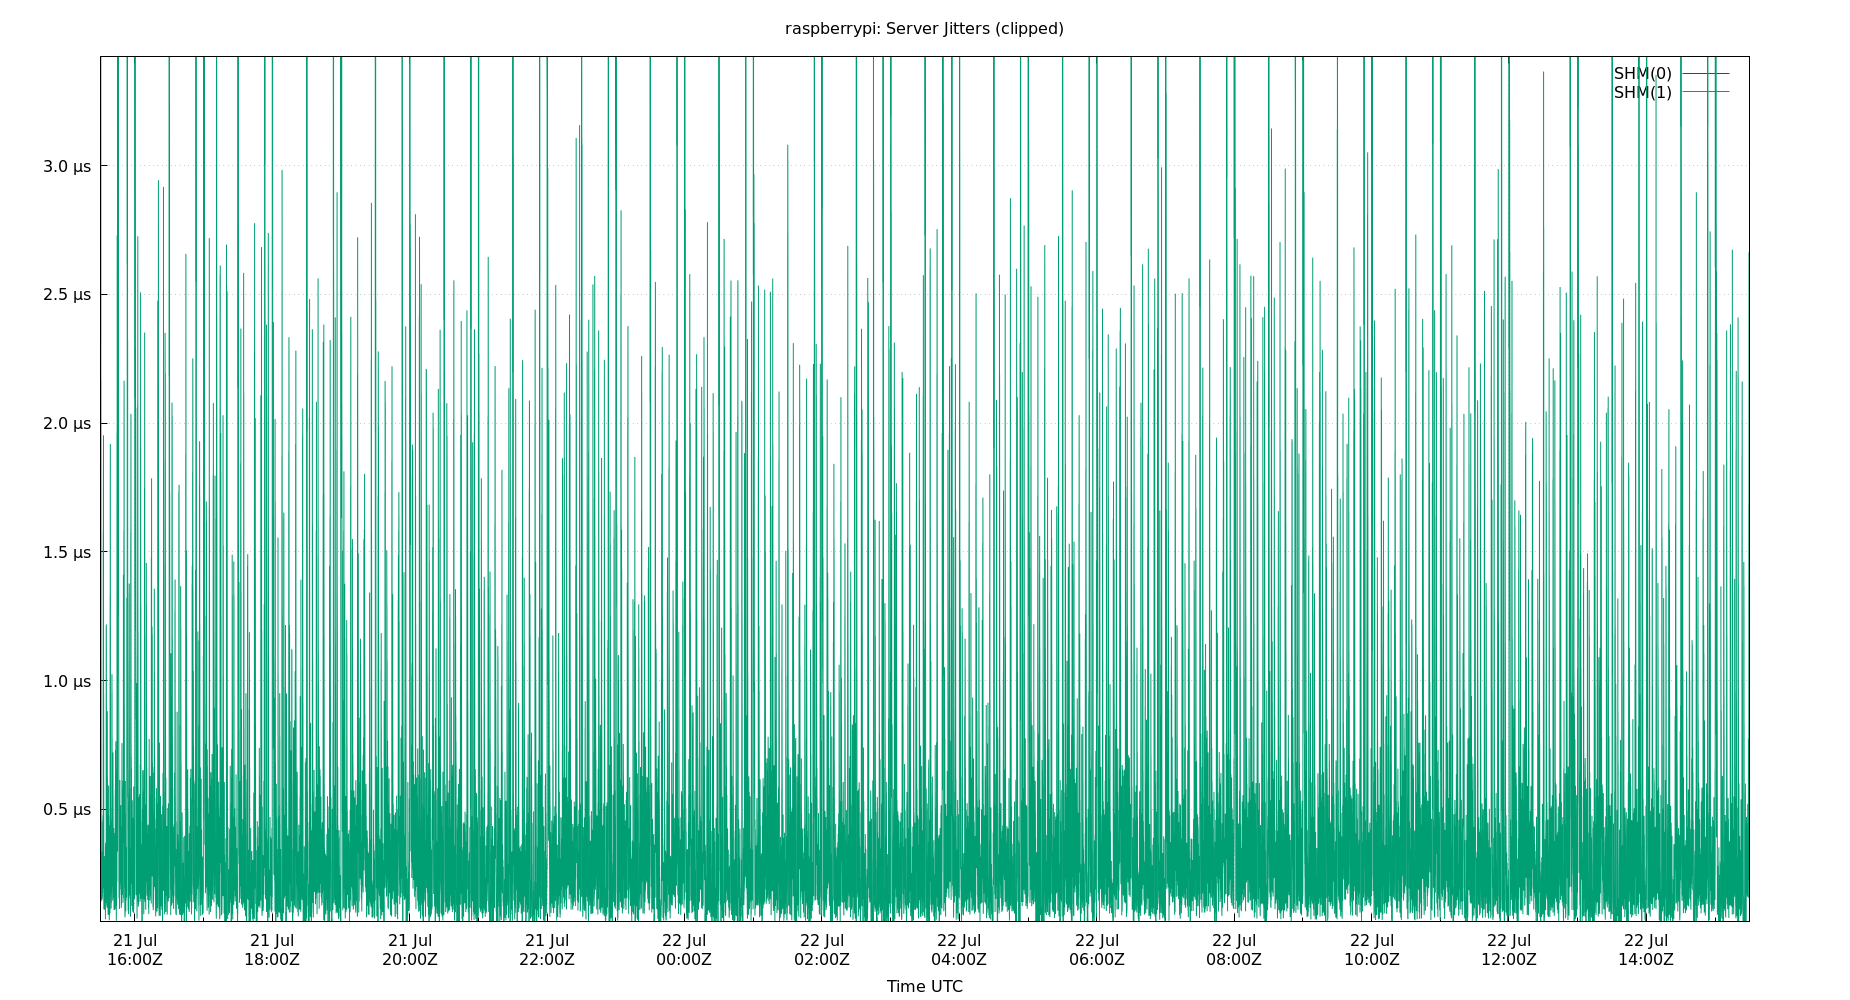 raspberrypi: Server Jitters (clipped)
SHM(0)
SHM(1)
3.0 μs
2.5 μs
2.0 μs
1.5 μs
1.0 μs
0.5 μs
21 Jul 21 Jul 21 Jul 21 Jul 22 Jul 22 Jul 22 Jul 22 Jul 22 Jul 22 Jul 22 Jul 22 Jul
16:00Z 18:00Z 20:00Z 22:00Z 00:00Z 02:00Z 04:00Z 06:00Z 08:00Z 10:00Z 12:00Z 14:00Z
Time UTC